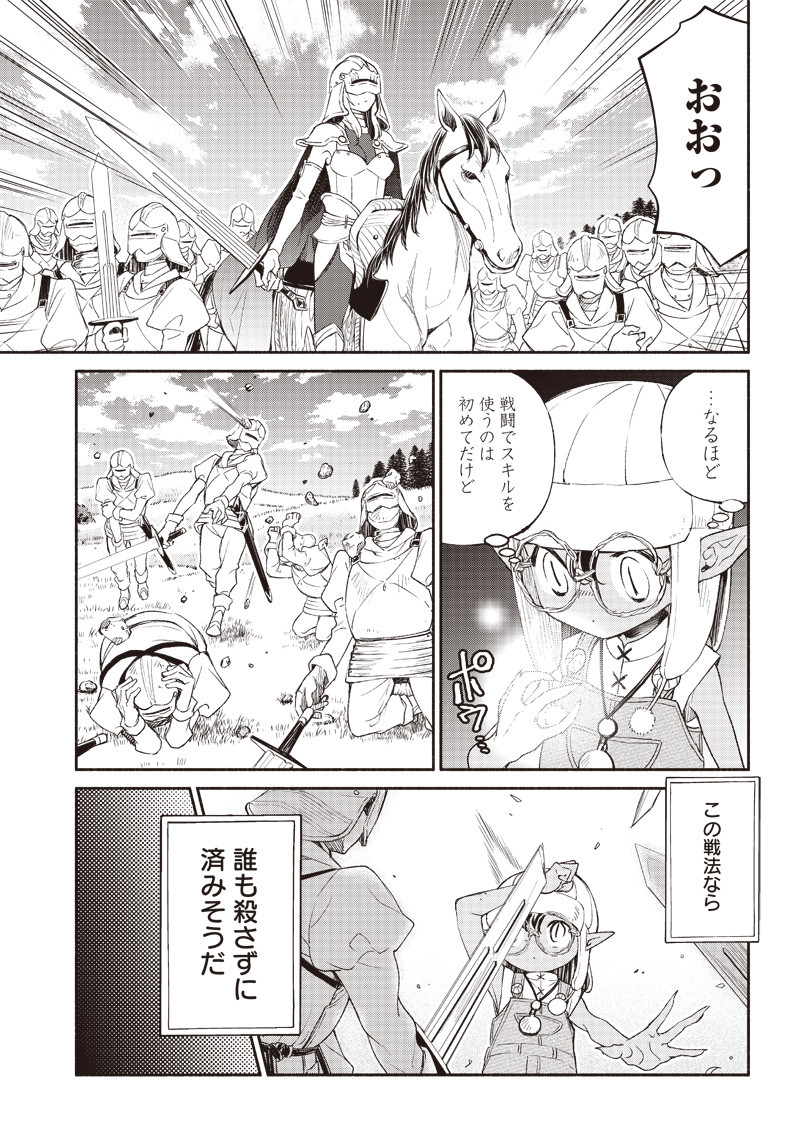 おおっ
…なるほど
戦闘でスキルを
使うのは
初めてだけど
ポウ…
この戦法なら
誰も殺さずに
済みそうだ